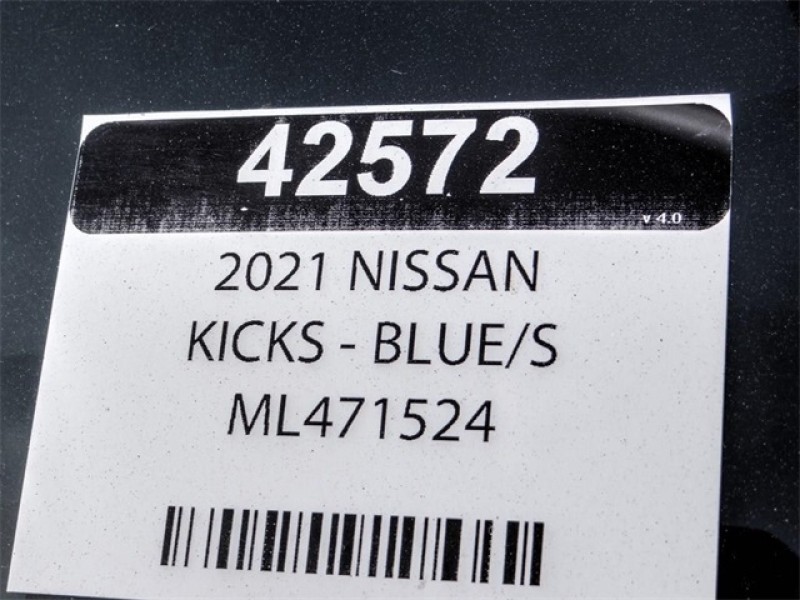 42572
v 4.0
2021 NISSAN
KICKS - BLUE/S
ML471524